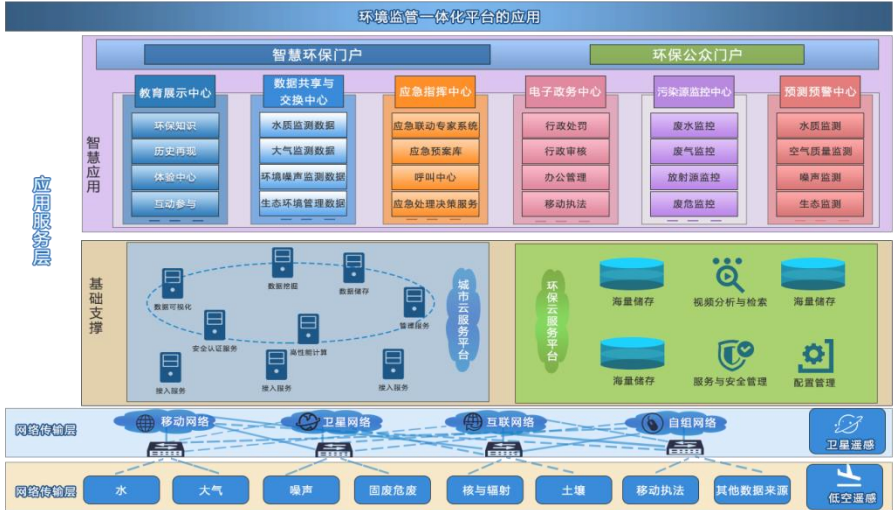 环境监管一体化平台的应用
智慧环保门户
环保公众门户
应用服务层
智慧应用
教育展示中心
环保知识
历史再现
体验中心
互动参与
数据共享与
交换中心
水质监测数据
大气监测数据
环境噪声监测数据
生态环境管理数据
应急指挥中心
应急联动专家系统
应急预案库
呼叫中心
应急处理决策服务
电子政务中心
行政处罚
行政审核
办公管理
移动执法
污染源监控中心
废水监控
废气监控
放射源监控
废危监控
预测预警中心
水质监测
空气质量监测
噪声监测
生态监测
基础支撑
数据挖掘
数据储存
数据可视化
管理服务
安全认证服务
高性能计算
接入服务
接入服务
接入服务
城市云服务平台
环保云服务平台
海量储存
视频分析与检索
海量储存
海量储存
服务与安全管理
配置管理
网络传输层
移动网络
卫星网络
互联网络
自组网络
卫星遥感
网络传输层
水
大气
噪声
固废危废
核与辐射
土壤
移动执法
其他数据来源
低空遥感